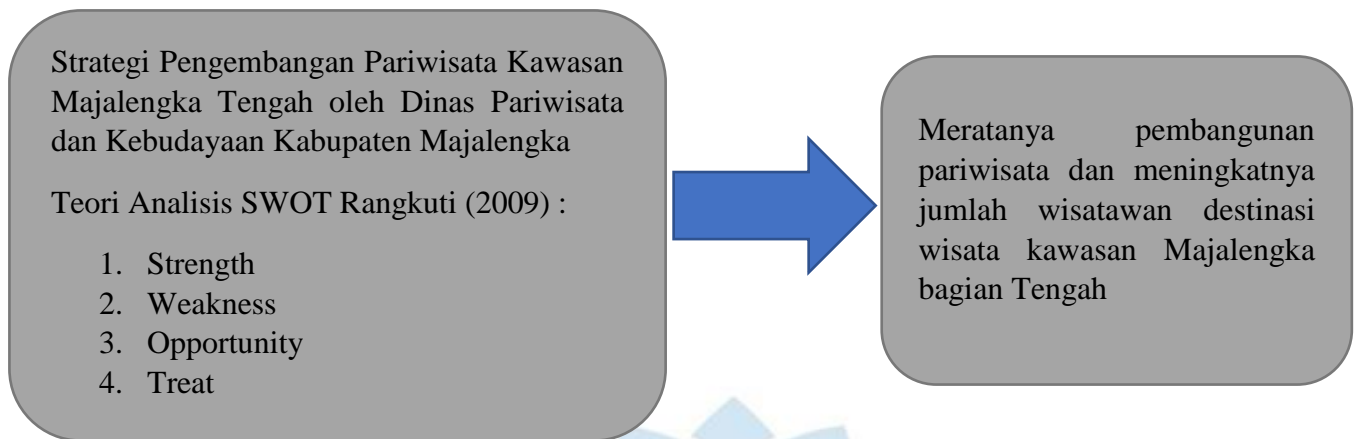 Strategi Pengembangan Pariwisata Kawasan
Majalengka Tengah oleh Dinas Pariwisata
dan Kebudayaan Kabupaten Majalengka
Teori Analisis SWOT Rangkuti (2009) :
1. Strength
2. Weakness
3. Opportunity
4. Treat
Meratanya pembangunan
pariwisata dan meningkatnya
jumlah wisatawan destinasi
wisata kawasan Majalengka
bagian Tengah